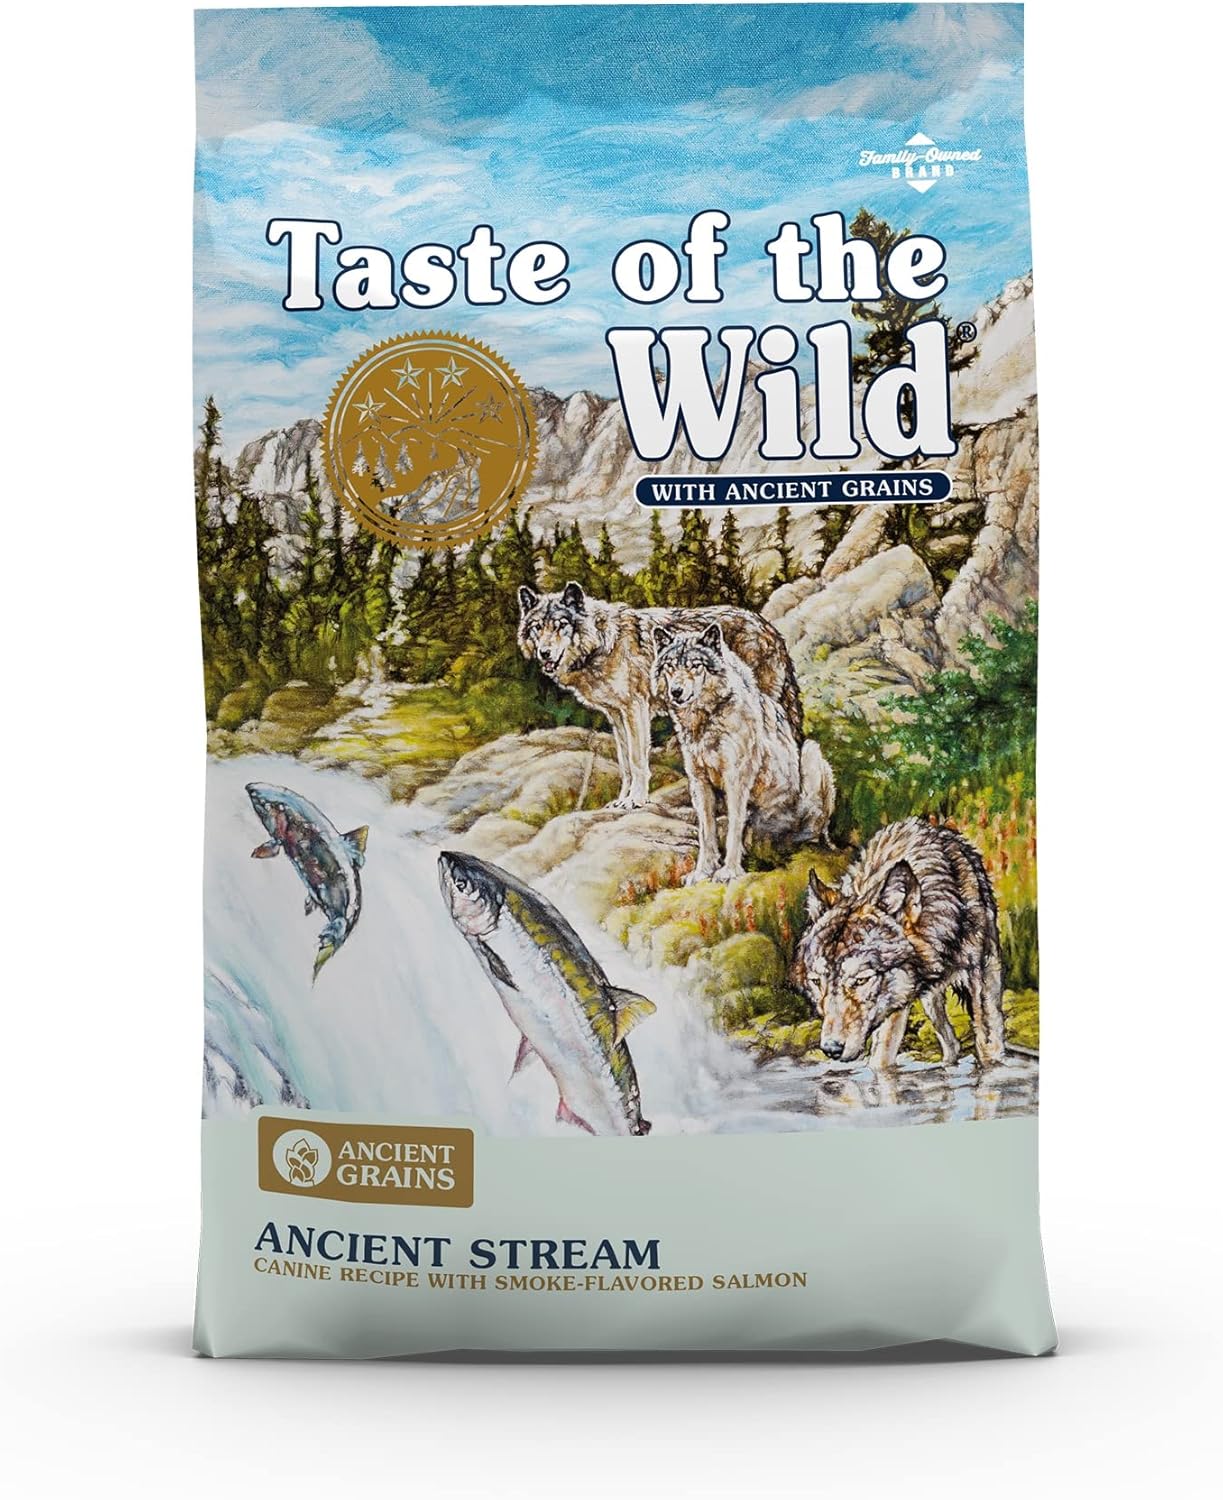 Family-Owned
BRAND
Taste of the
Wild®
WITH ANCIENT GRAINS
ANCIENT
GRAINS
ANCIENT STREAM
CANINE RECIPE WITH SMOKE-FLAVORED SALMON